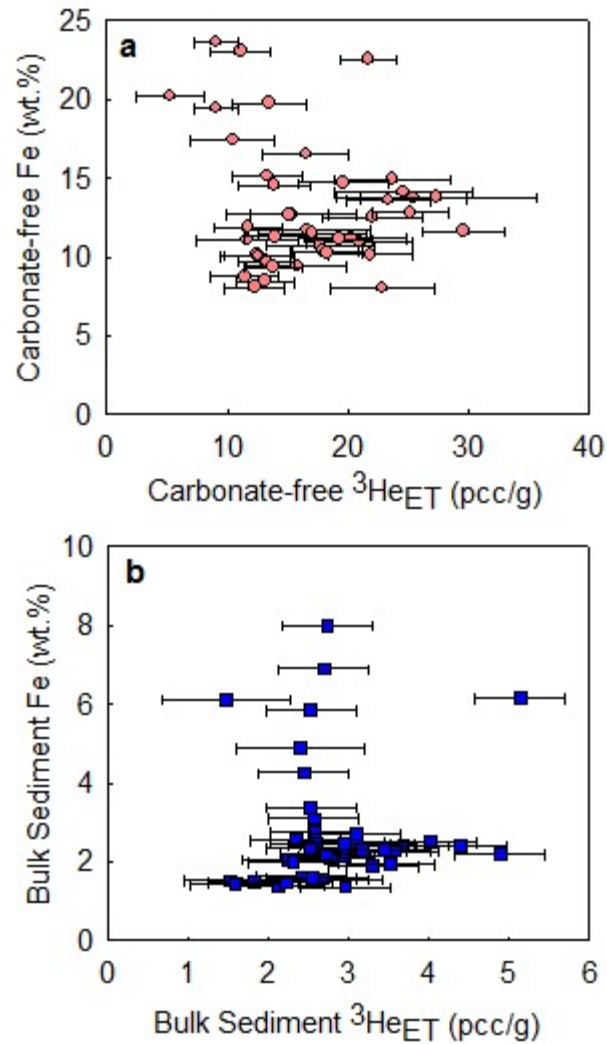 a
Carbonate-free Fe (wt.%)
25
20
15
10
5
0
0 10 20 30 40
Carbonate-free ³HeET (pcc/g)
b
Bulk Sediment Fe (wt.%)
10
8
6
4
2
0
0 1 2 3 4 5 6
Bulk Sediment ³HeET (pcc/g)